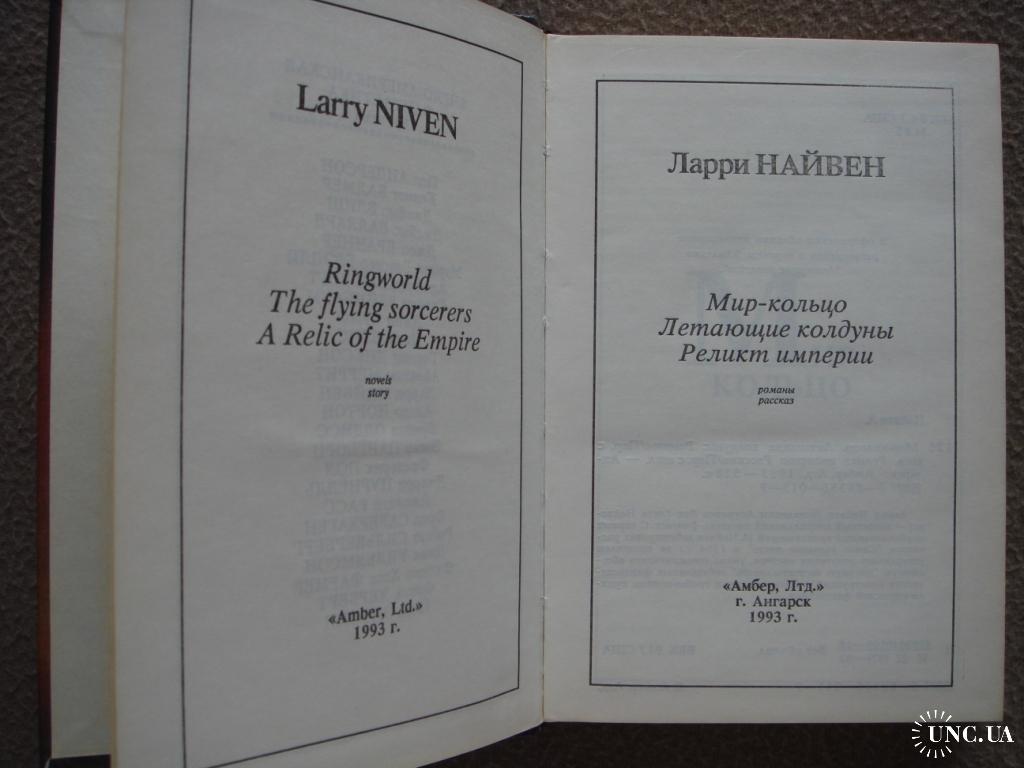 Larry NIVEN
Ringworld
The flying sorcerers
A Relic of the Empire
novels
story
«Amber, Ltd.»
1993 г.
Ларри НАЙВЕН
Мир-кольцо
Летающие колдуны
Реликт империи
романы
рассказ
«Амбер, Лтд.»
г. Ангарск
1993 г.
UNC.UA